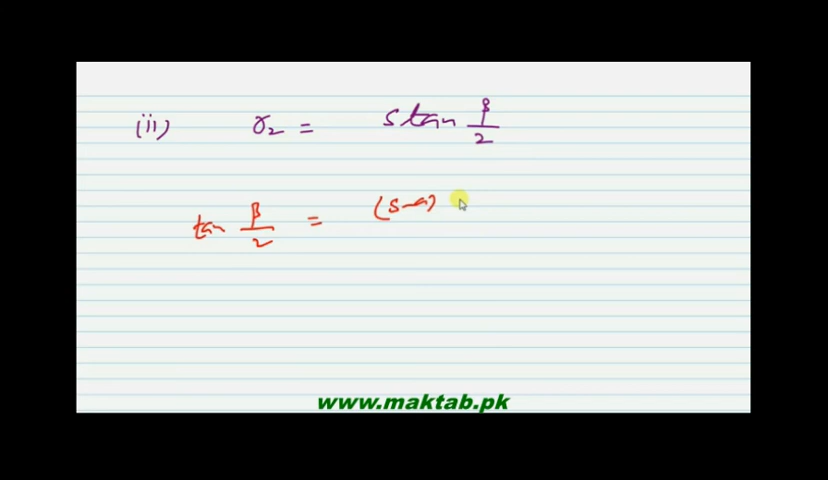 (ii) r₂ = s tan β/2
tan β/2 = (s-a)
www.maktab.pk